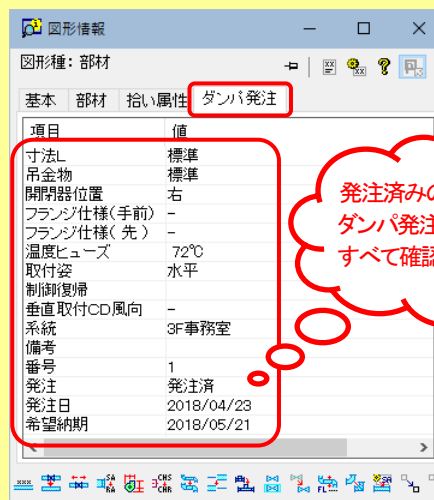 図形情報
図形種：部材
基本 部材 拾い属性 ダンパ発注
項目 値
寸法L 標準
吊金物 標準
開閉器位置 右
フランジ仕様(手前) -
フランジ仕様( 先 ) -
温度ヒューズ 72℃
取付姿 水平
制御復帰
垂直取付CD風向 -
系統 3F事務室
備考
番号 1
発注 発注済
発注日 2018/04/23
希望納期 2018/05/21
発注済みの
ダンパ発注
すべて確認